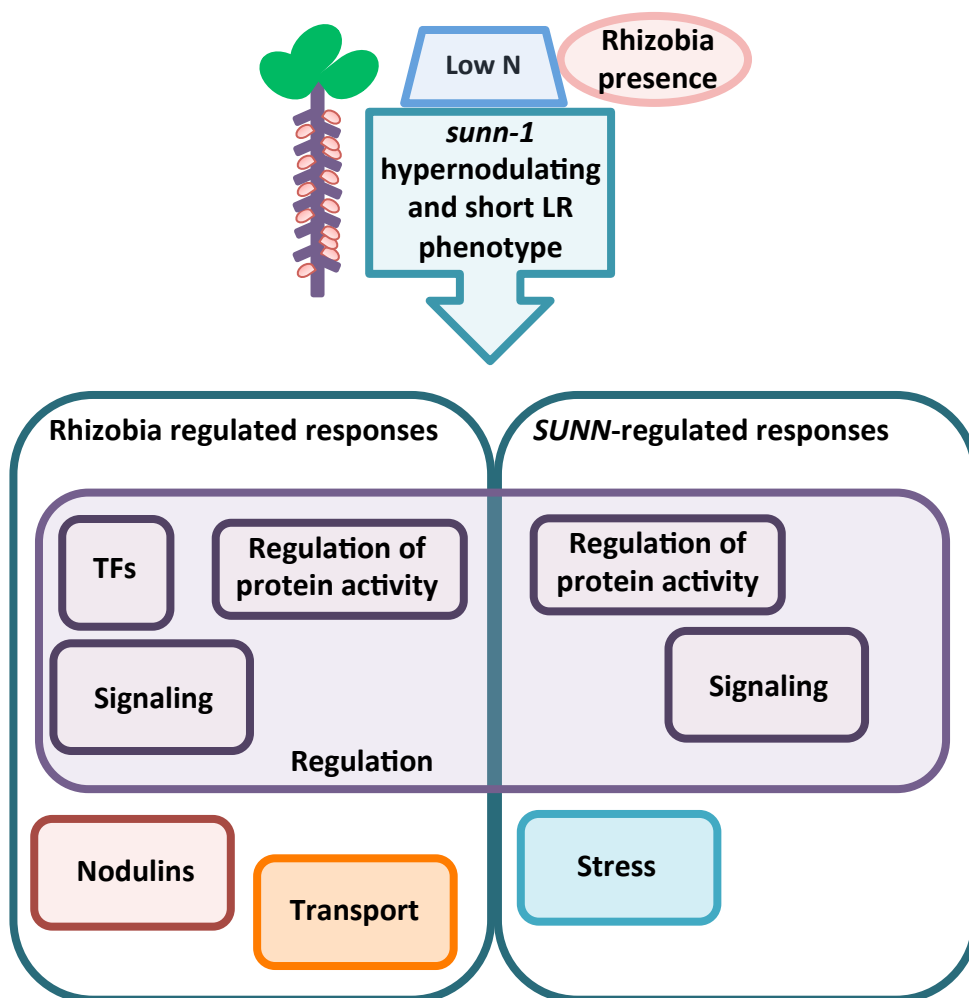 Low N
Rhizobia
presence
sunn-1
hypernodulating
and short LR
phenotype
Rhizobia regulated responses
SUNN-regulated responses
TFs
Regulation of
protein activity
Regulation of
protein activity
Signaling
Signaling
Regulation
Nodulins
Transport
Stress